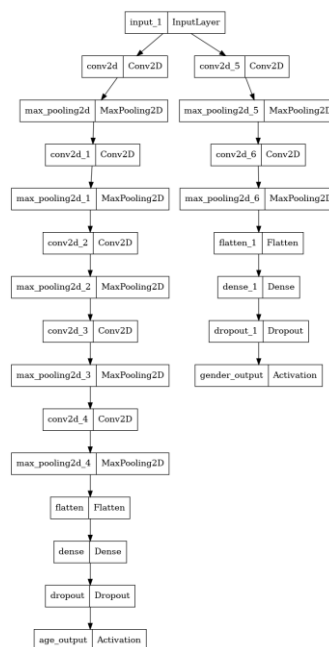 input_1 InputLayer
conv2d Conv2D
conv2d_5 Conv2D
max_pooling2d MaxPooling2D
max_pooling2d_5 MaxPooling2D
conv2d_1 Conv2D
conv2d_6 Conv2D
max_pooling2d_1 MaxPooling2D
max_pooling2d_6 MaxPooling2D
conv2d_2 Conv2D
flatten_1 Flatten
max_pooling2d_2 MaxPooling2D
dense_1 Dense
conv2d_3 Conv2D
dropout_1 Dropout
max_pooling2d_3 MaxPooling2D
gender_output Activation
conv2d_4 Conv2D
max_pooling2d_4 MaxPooling2D
flatten Flatten
dense Dense
dropout Dropout
age_output Activation